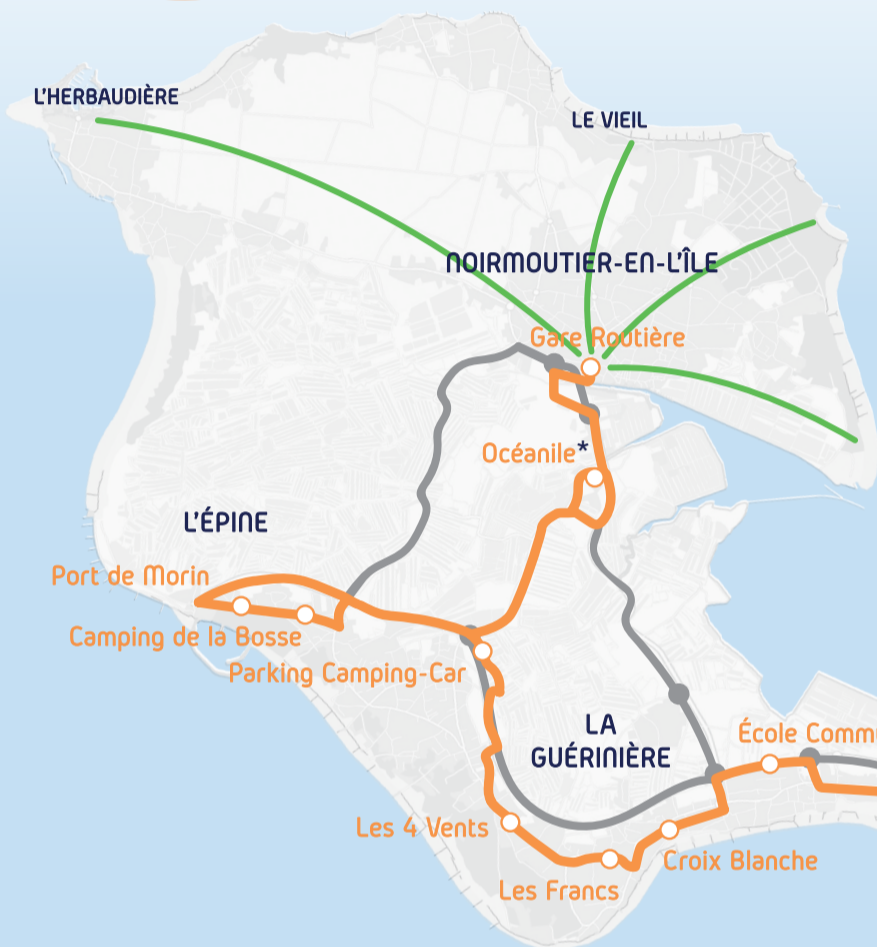 L'HERBAUDIÈRE
LE VIEIL
NOIRMOUTIER-EN-L'ÎLE
Gare Routière
Océanile*
L'ÉPINE
Port de Morin
Camping de la Bosse
Parking Camping-Car
LA
GUÉRINIÈRE
École Commu
Les 4 Vents
Croix Blanche
Les Francs